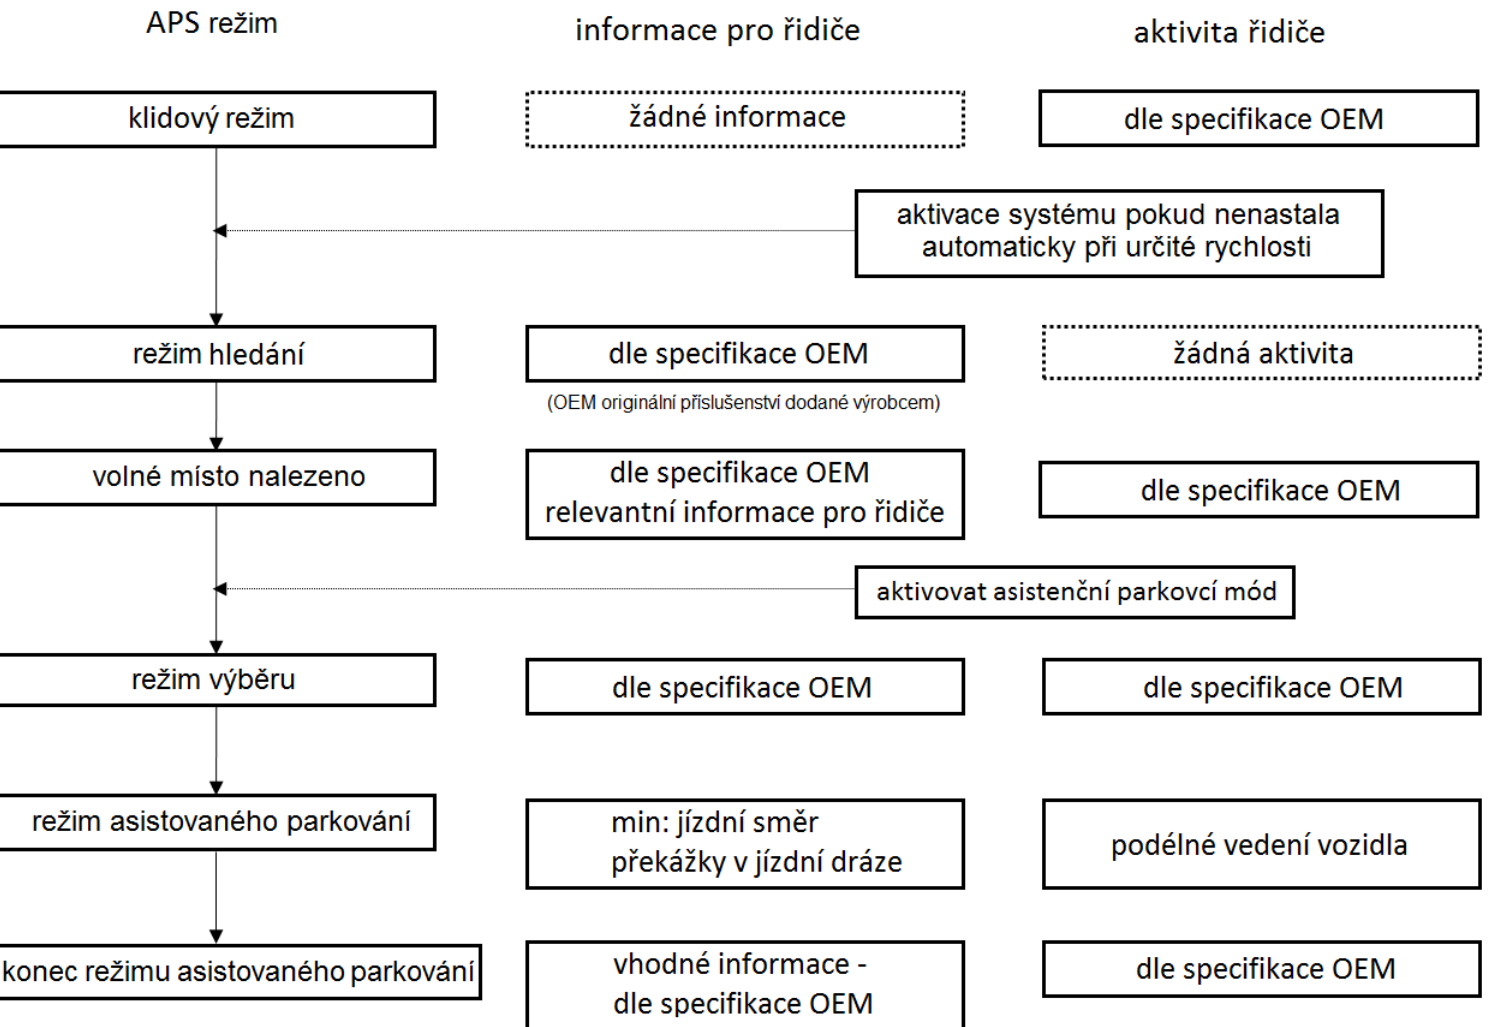 APS režim
informace pro řidiče
aktivita řidiče
klidový režim
žádné informace
dle specifikace OEM
aktivace systému pokud nenastala
automaticky při určité rychlosti
režim hledání
dle specifikace OEM
žádná aktivita
(OEM originální příslušenství dodané výrobcem)
volné místo nalezeno
dle specifikace OEM
relevantní informace pro řidiče
dle specifikace OEM
aktivovat asistenční parkovcí mód
režim výběru
dle specifikace OEM
dle specifikace OEM
režim asistovaného parkování
min: jízdní směr
překážky v jízdní dráze
podélné vedení vozidla
konec režimu asistovaného parkování
vhodné informace -
dle specifikace OEM
dle specifikace OEM